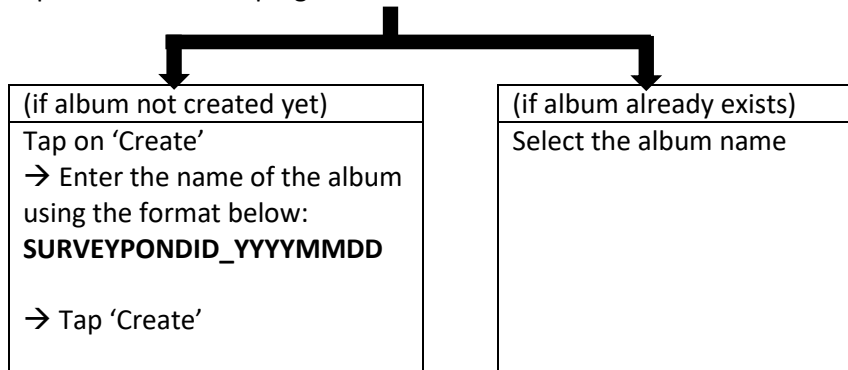 (if album not created yet)
Tap on ‘Create’
→ Enter the name of the album
using the format below:
SURVEYPONDID_YYYYMMDD
→ Tap ‘Create’
(if album already exists)
Select the album name